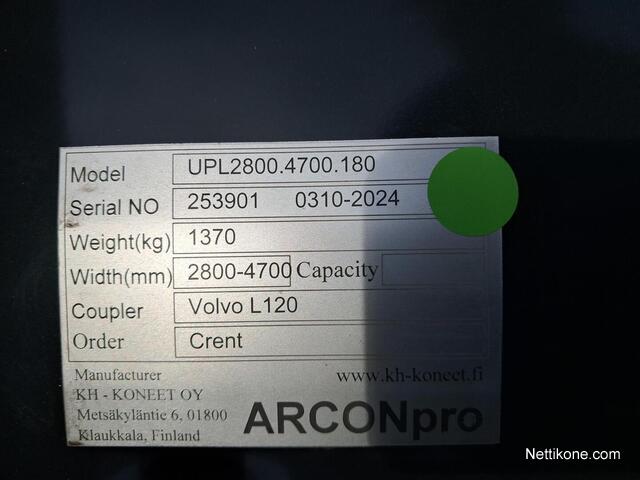 Model UPL2800.4700.180
Serial NO 253901 0310-2024
Weight(kg) 1370
Width(mm) 2800-4700 Capacity
Coupler Volvo L120
Order Crent
Manufacturer www.kh-koneet.fi
KH - KONEET OY
Metsäkyläntie 6, 01800
Klaukkala, Finland
ARCONpro
Nettikone.com